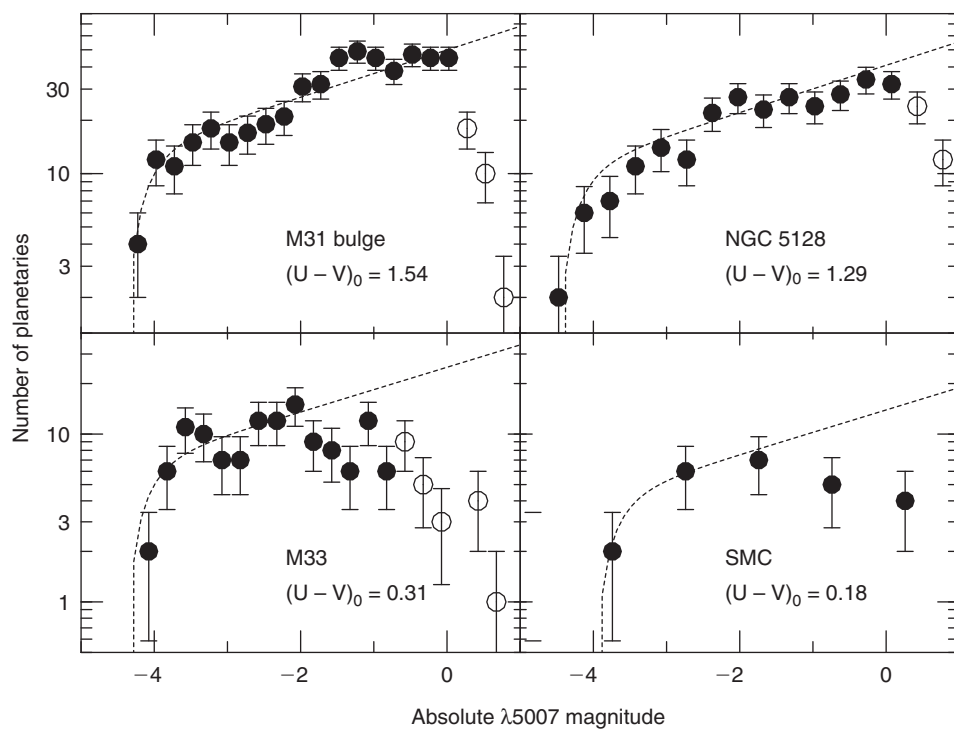 30
10
3
M31 bulge
(U – V)0 = 1.54
NGC 5128
(U – V)0 = 1.29
Number of planetaries
10
3
1
M33
(U – V)0 = 0.31
SMC
(U – V)0 = 0.18
−4 −2 0 −4 −2 0
Absolute λ5007 magnitude